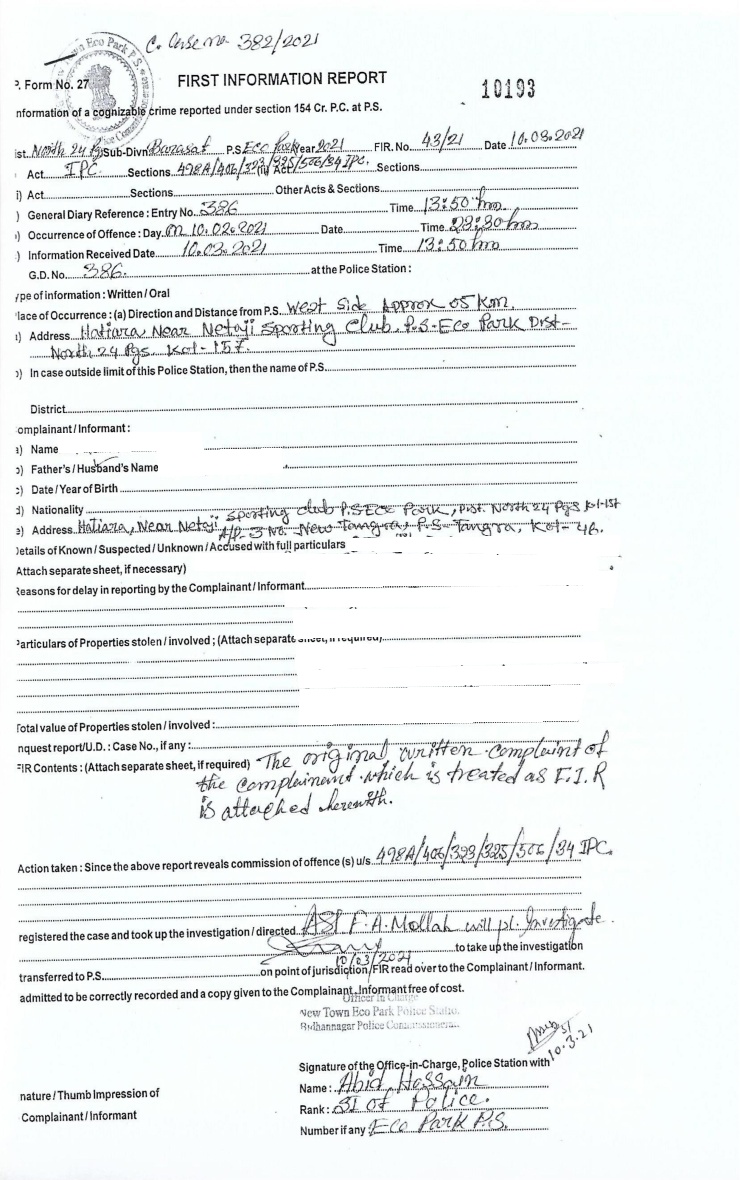 C. Case no. 382/2021
Eco Park P.S.
P. Form No. 27
FIRST INFORMATION REPORT
10193
nformation of a cognizable crime reported under section 154 Cr. P.C. at P.S.
ist. North 24 Pgs Sub-Divn Barasat P.S Eco Park Year 2021 FIR. No. 43/21 Date 10.03.2021
Act IPC. Sections 498A/406/323/325/506/34 IPC. Sections
i) Act Sections Other Acts & Sections
) General Diary Reference : Entry No. 386 Time 13:50 hrs.
) Occurrence of Offence : Day. on 10.02.2021 Date Time 23:30 hrs
) Information Received Date 10.03.2021 Time 13:50 hrs
G.D. No. 386. at the Police Station :
ype of information : Written / Oral
lace of Occurrence : (a) Direction and Distance from P.S. West Side Approx 05 Km.
) Address Hatiara, Near Netaji Sporting Club. P.S-Eco Park Dist-
North 24 Pgs. Kol-157.
) In case outside limit of this Police Station, then the name of P.S.
District
omplainant / Informant :
a) Name
) Father's / Husband's Name
c) Date / Year of Birth
d) Nationality
e) Address Hatiara, Near Netaji Sporting Club P.S Eco Park, Dist. North 24 Pgs Kol-157
A/P- 3 No. New Tangra, P.S- Tangra, Kol-46.
Details of Known / Suspected / Unknown / Accused with full particulars
Attach separate sheet, if necessary)
Reasons for delay in reporting by the Complainant / Informant
Particulars of Properties stolen / involved ; (Attach separate sheet, if required)
Total value of Properties stolen / involved :
nquest report/U.D. : Case No., if any :
FIR Contents : (Attach separate sheet, if required) The original written complaint of
the complainant which is treated as F.I.R
is attached herewith.
Action taken : Since the above report reveals commission of offence (s) u/s. 498A/406/323/325/506/34 IPC.
registered the case and took up the investigation / directed ASI F. A. Mollah will pl. Investigate.
to take up the investigation
10/03/2021
transferred to P.S. on point of jurisdiction/FIR read over to the Complainant / Informant.
admitted to be correctly recorded and a copy given to the Complainant Informant free of cost.
Officer In Charge
New Town Eco Park Police Statio.
Bidhannagar Police Commissionera..
SI
10.3.21
Signature of the Office-in-Charge, Police Station with
Name : Abid Hassain
nature / Thumb Impression of
Rank : SI of Police.
Complainant / Informant
Number if any Eco Park P.S.